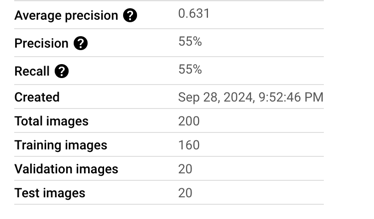 Average precision ? 0.631
Precision ? 55%
Recall ? 55%
Created Sep 28, 2024, 9:52:46 PM
Total images 200
Training images 160
Validation images 20
Test images 20